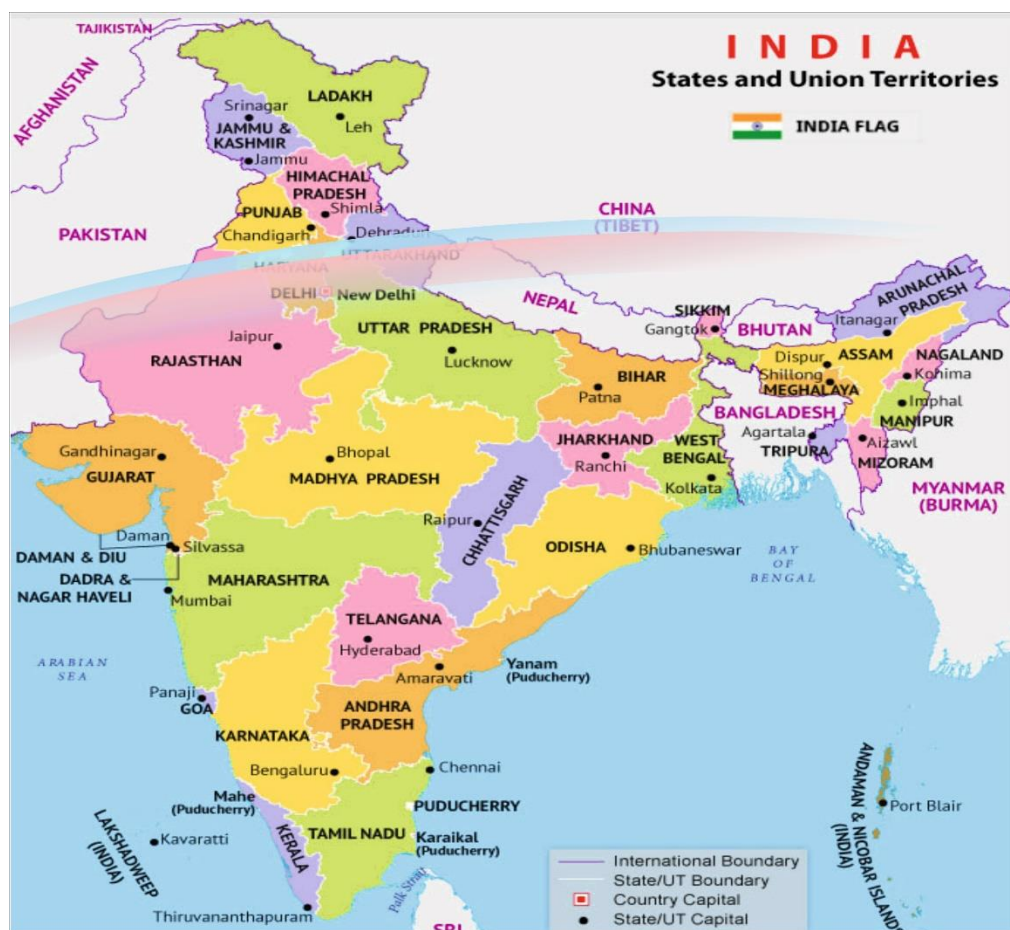 TAJIKISTAN
INDIA
States and Union Territories
INDIA FLAG
AFGHANISTAN
LADAKH
Srinagar
Leh
JAMMU &
KASHMIR
Jammu
HIMACHAL
PRADESH
Shimla
PUNJAB
Chandigarh
Dehradun
PAKISTAN
CHINA
(TIBET)
UTTARAKHAND
HARYANA
DELHI
New Delhi
NEPAL
SIKKIM
Gangtok
BHUTAN
ARUNACHAL
PRADESH
Itanagar
Jaipur
RAJASTHAN
UTTAR PRADESH
Lucknow
BIHAR
Patna
Dispur
ASSAM
NAGALAND
Shillong
Kohima
MEGHALAYA
Imphal
MANIPUR
BANGLADESH
Agartala
TRIPURA
Aizawl
MIZORAM
MYANMAR
(BURMA)
Gandhinagar
GUJARAT
Bhopal
MADHYA PRADESH
JHARKHAND
Ranchi
WEST
BENGAL
Kolkata
Raipur
CHHATTISGARH
ODISHA
Bhubaneswar
BAY
OF
BENGAL
Daman
Silvassa
DAMAN & DIU
DADRA &
NAGAR HAVELI
MAHARASHTRA
Mumbai
TELANGANA
Hyderabad
ARABIAN
SEA
Yanam
(Puducherry)
Amaravati
Panaji
GOA
ANDHRA
PRADESH
KARNATAKA
Bengaluru
Chennai
Mahe
(Puducherry)
PUDUCHERRY
TAMIL NADU
Karaikal
(Puducherry)
KERALA
LAKSHADWEEP
(INDIA)
Kavaratti
Thiruvananthapuram
Palk Strait
SRI
ANDAMAN & NICOBAR ISLANDS
(INDIA)
Port Blair
International Boundary
State/UT Boundary
Country Capital
State/UT Capital